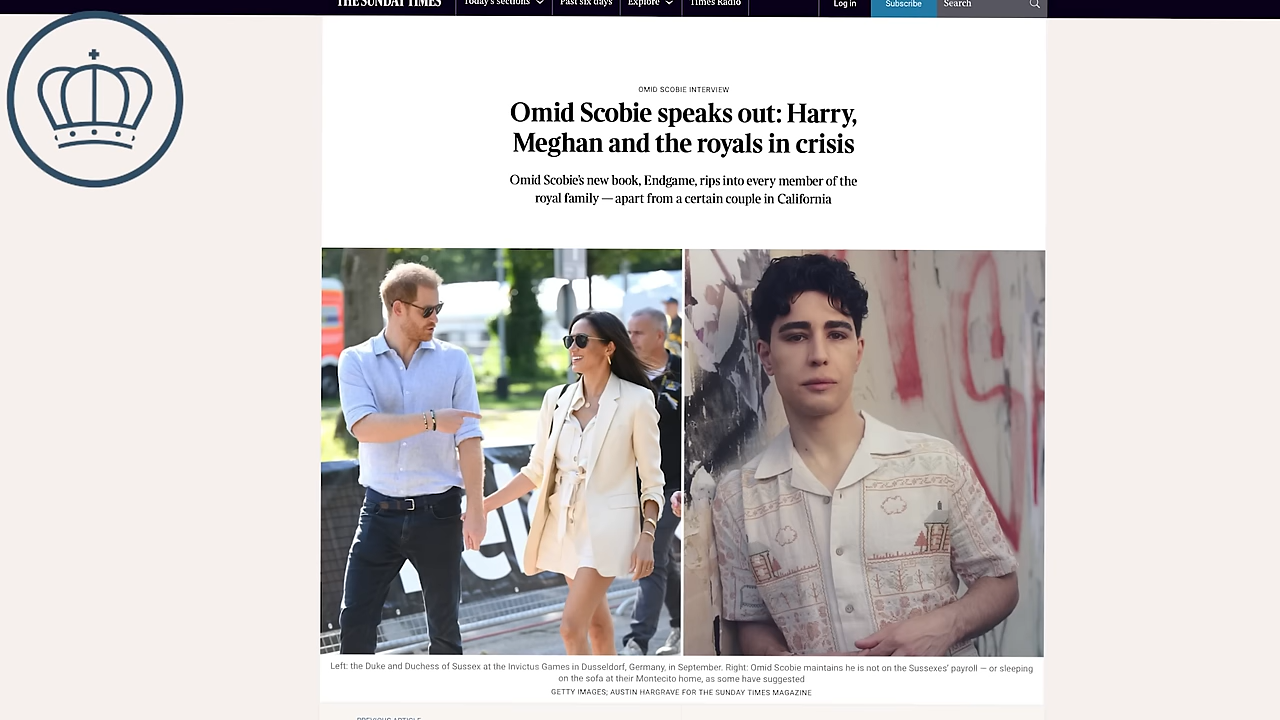 THE SUNDAY TIMES Today's sections Past six days Explore Times Radio Log in Subscribe Search
OMID SCOBIE INTERVIEW
Omid Scobie speaks out: Harry,
Meghan and the royals in crisis
Omid Scobie's new book, Endgame, rips into every member of the
royal family — apart from a certain couple in California
Left: the Duke and Duchess of Sussex at the Invictus Games in Dusseldorf, Germany, in September. Right: Omid Scobie maintains he is not on the Sussexes' payroll — or sleeping
on the sofa at their Montecito home, as some have suggested
GETTY IMAGES; AUSTIN HARGRAVE FOR THE SUNDAY TIMES MAGAZINE
PREVIOUS ARTICLE